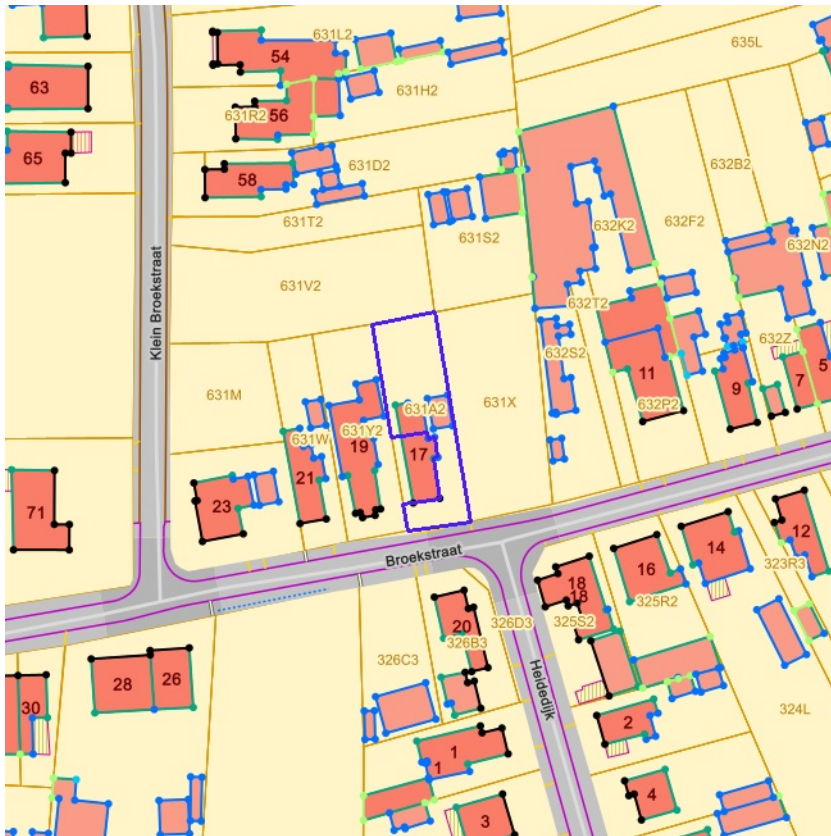 54
631L2
635L
63
631H2
631R2
56
65
632B2
58
631D2
632K2
632F2
631T2
631S2
632N2
Klein Broekstraat
631V2
632T2
632Z
632S2
5
631M
11
7
631X
9
631A2
632P2
631W
631Y2
19
17
21
23
71
12
14
Broekstraat
16
323R3
18
18
325R2
20
326D3
325S2
326B3
326C3
28
26
Heidedijk
30
324L
2
1
1
4
3